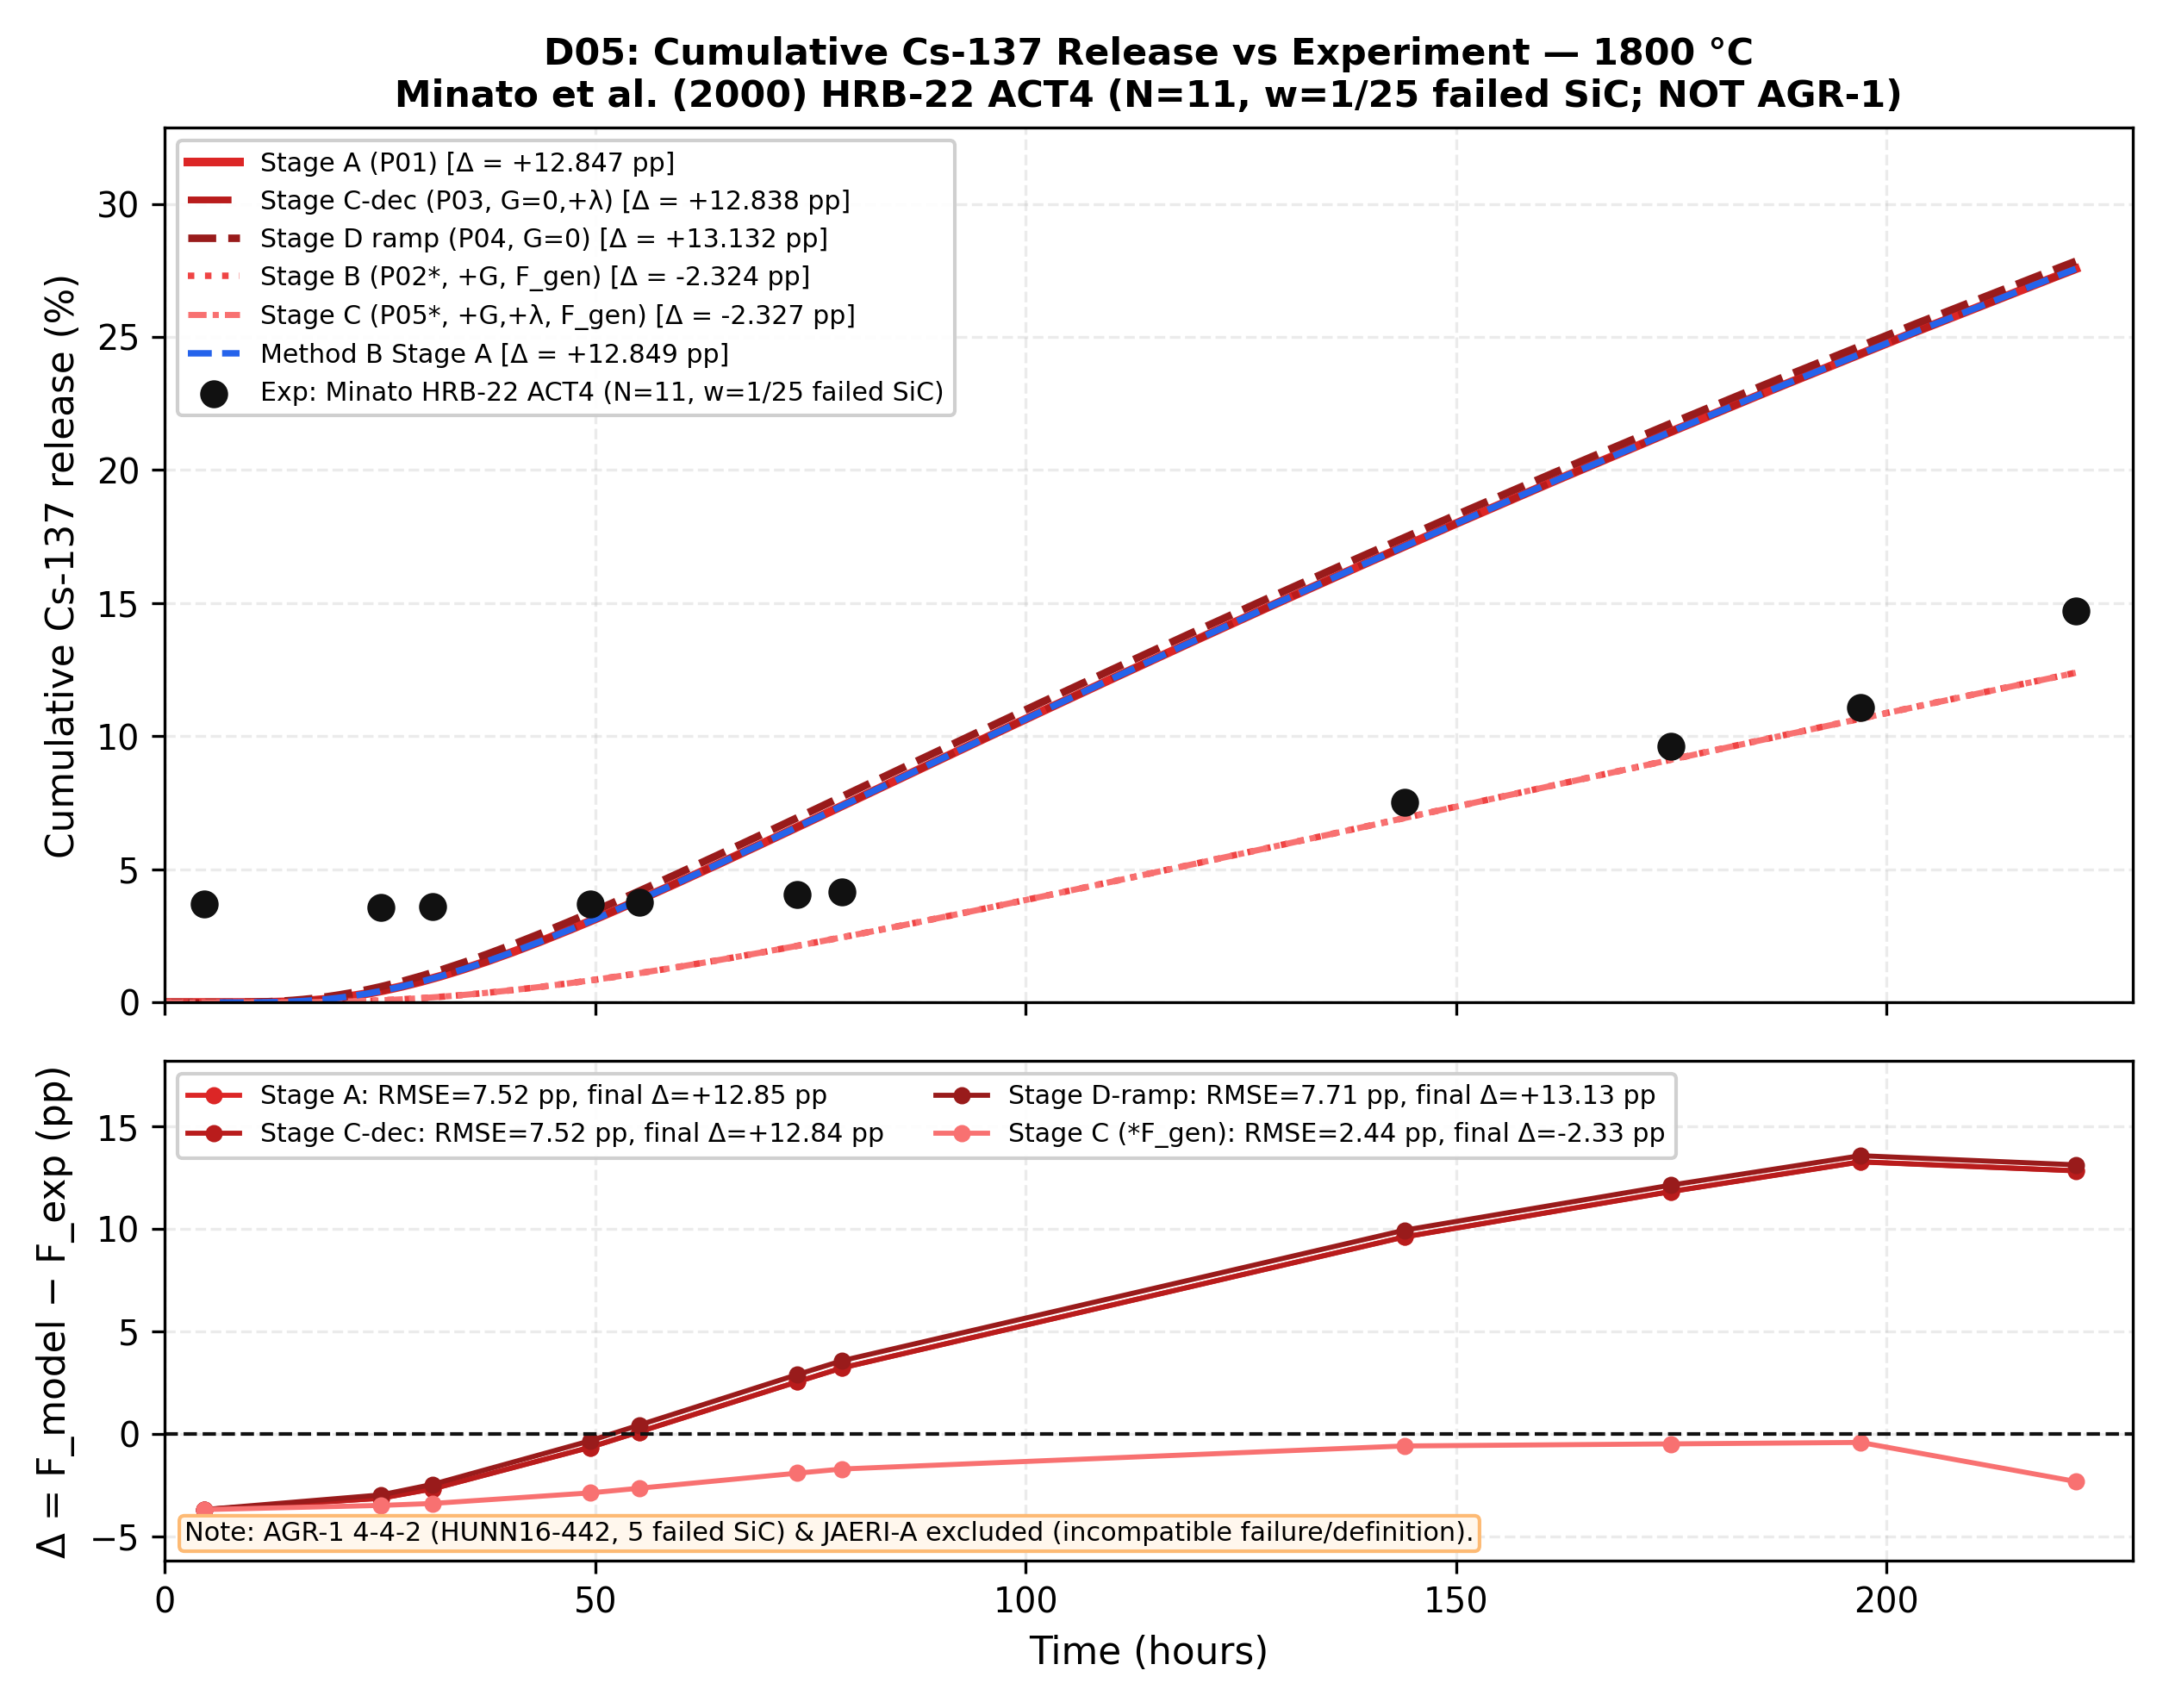 D05: Cumulative Cs-137 Release vs Experiment — 1800 °C
Minato et al. (2000) HRB-22 ACT4 (N=11, w=1/25 failed SiC; NOT AGR-1)
Cumulative Cs-137 release (%)
30
25
20
15
10
5
0
Stage A (P01) [Δ = +12.847 pp]
Stage C-dec (P03, G=0,+λ) [Δ = +12.838 pp]
Stage D ramp (P04, G=0) [Δ = +13.132 pp]
Stage B (P02*, +G, F_gen) [Δ = -2.324 pp]
Stage C (P05*, +G,+λ, F_gen) [Δ = -2.327 pp]
Method B Stage A [Δ = +12.849 pp]
Exp: Minato HRB-22 ACT4 (N=11, w=1/25 failed SiC)
Δ = F_model − F_exp (pp)
15
10
5
0
−5
Stage A: RMSE=7.52 pp, final Δ=+12.85 pp
Stage C-dec: RMSE=7.52 pp, final Δ=+12.84 pp
Stage D-ramp: RMSE=7.71 pp, final Δ=+13.13 pp
Stage C (*F_gen): RMSE=2.44 pp, final Δ=-2.33 pp
Note: AGR-1 4-4-2 (HUNN16-442, 5 failed SiC) & JAERI-A excluded (incompatible failure/definition).
0 50 100 150 200
Time (hours)